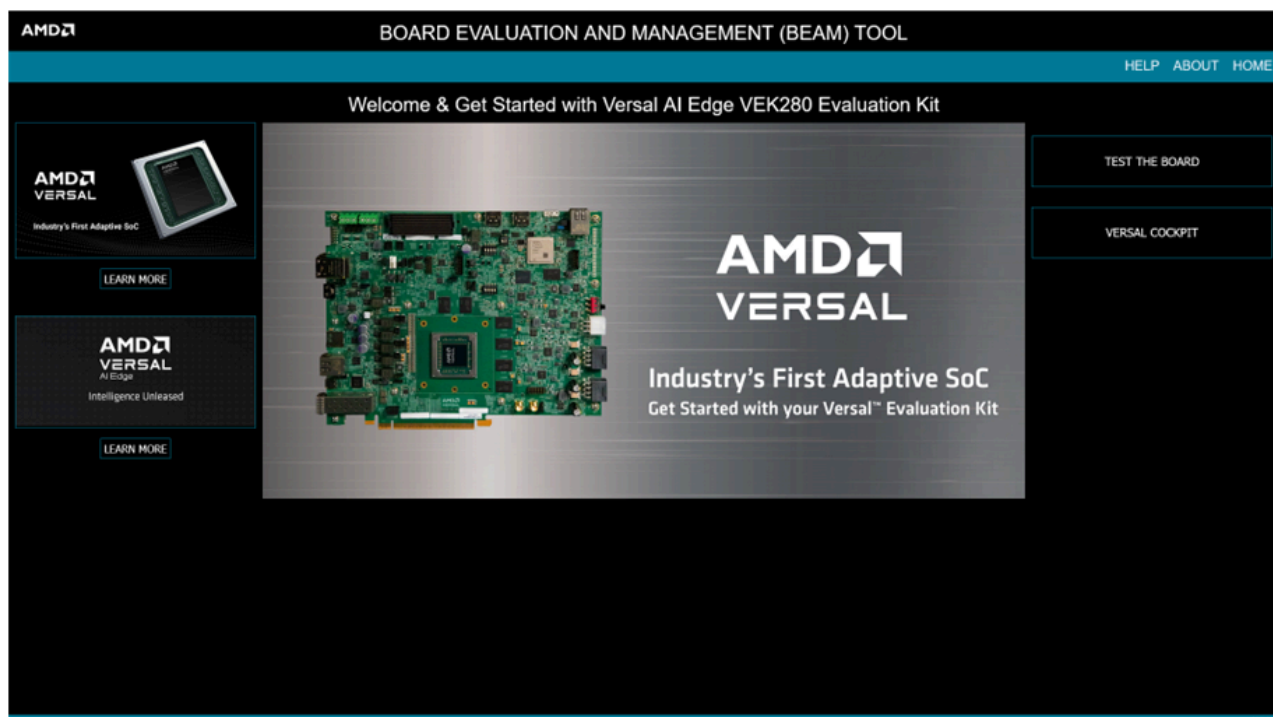 AMD
BOARD EVALUATION AND MANAGEMENT (BEAM) TOOL
HELP ABOUT HOME
Welcome & Get Started with Versal AI Edge VEK280 Evaluation Kit
AMD
VERSAL
Industry's First Adaptive SoC
LEARN MORE
AMD
VERSAL
AI Edge
Intelligence Unleased
LEARN MORE
AMD
VERSAL
Industry's First Adaptive SoC
Get Started with your Versal™ Evaluation Kit
TEST THE BOARD
VERSAL COCKPIT